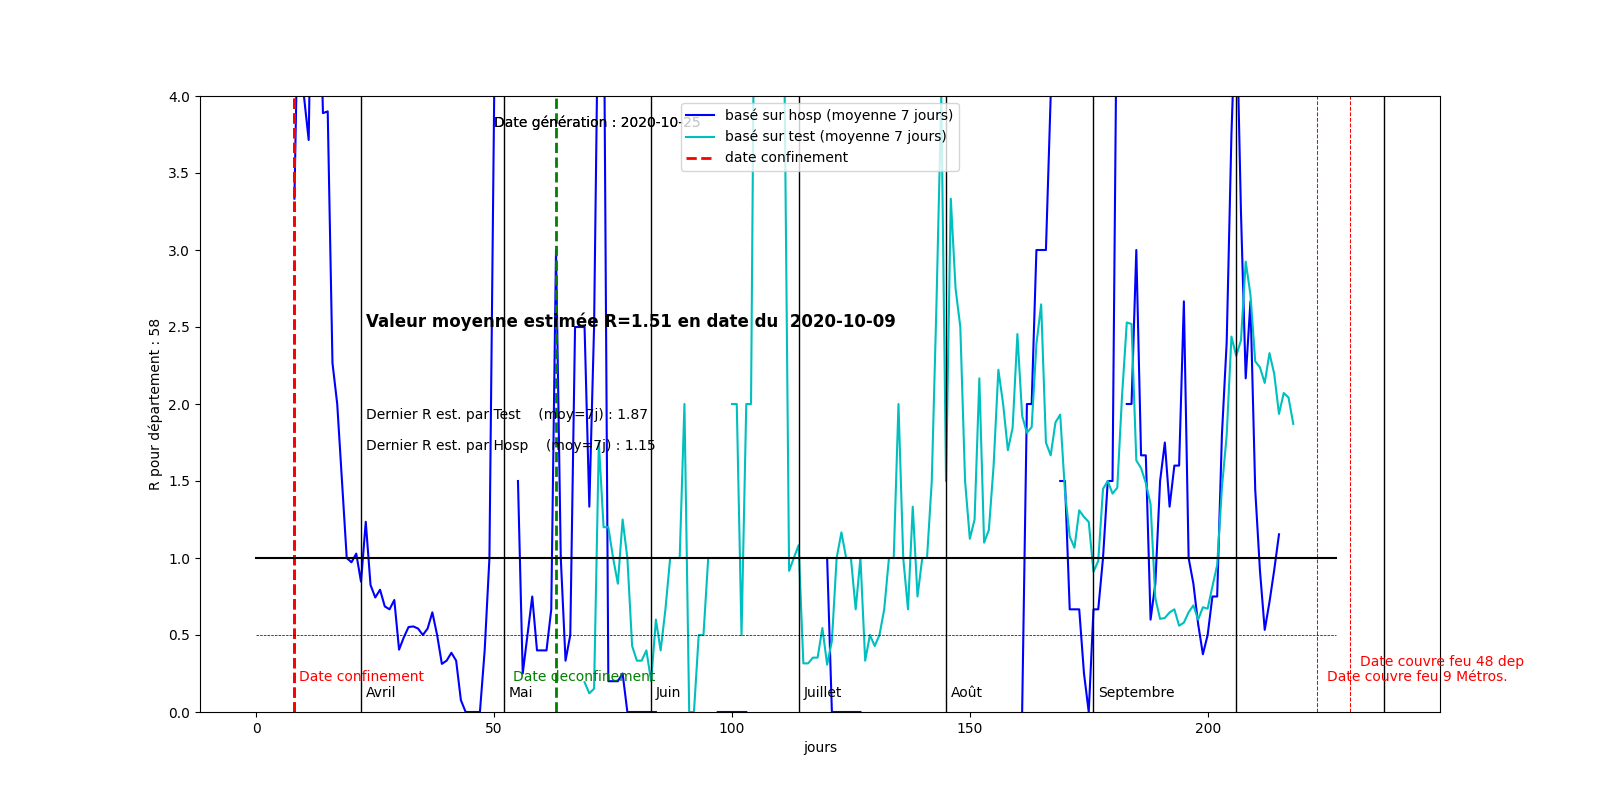 4.0
3.5
3.0
2.5
2.0
1.5
1.0
0.5
0.0
R pour département : 58
Date génération : 2020-10-25
basé sur hosp (moyenne 7 jours)
basé sur test (moyenne 7 jours)
date confinement
Valeur moyenne estimée R=1.51 en date du  2020-10-09
Dernier R est. par Test    (moy=7j) : 1.87
Dernier R est. par Hosp    (moy=7j) : 1.15
Date couvre feu 48 dep
Date confinement
Date deconfinement
Date couvre feu 9 Métros.
Avril
Mai
Juin
Juillet
Août
Septembre
0
50
100
150
200
jours